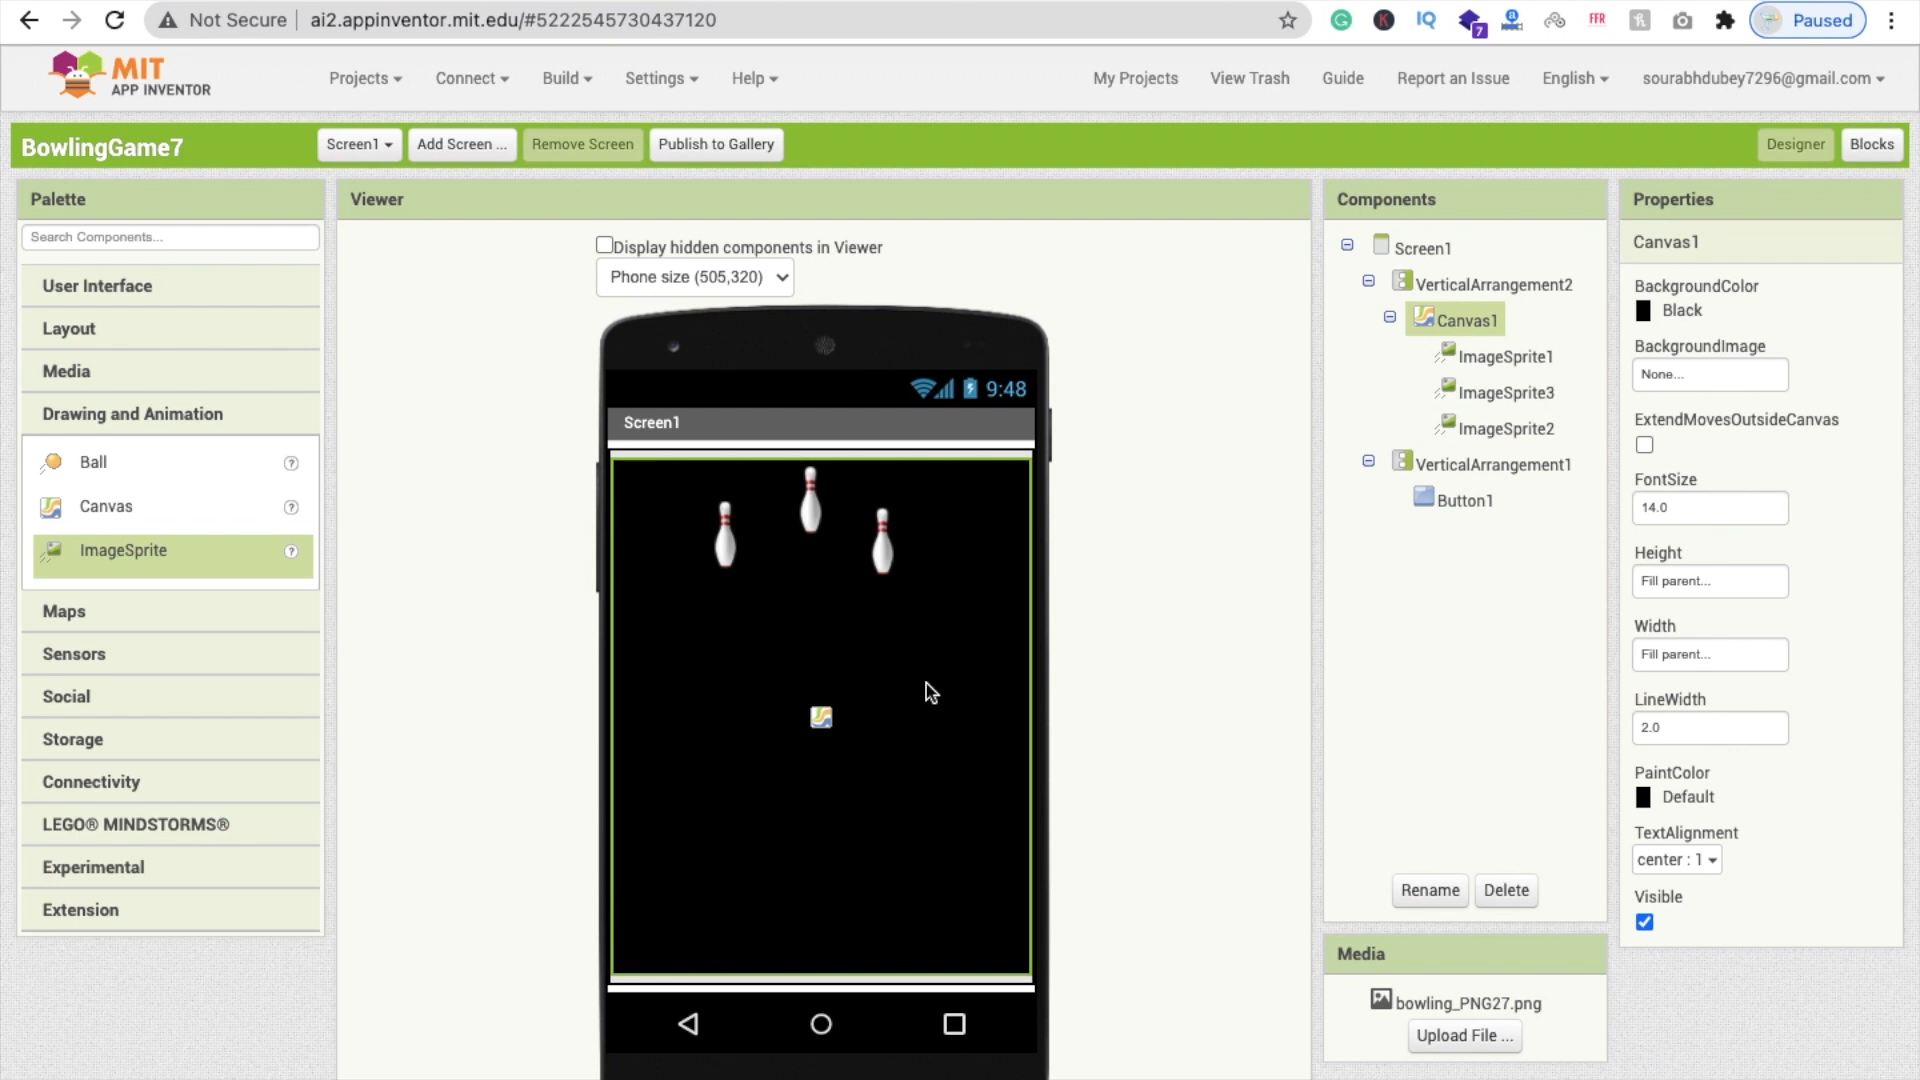 Not Secure
ai2.appinventor.mit.edu/#5222545730437120
IQ
7
FFR
Paused
MIT
APP INVENTOR
Projects
Connect
Build
Settings
Help
My Projects
View Trash
Guide
Report an Issue
English
sourabhdubey7296@gmail.com
BowlingGame7
Screen1
Add Screen ...
Remove Screen
Publish to Gallery
Designer
Blocks
Palette
Search Components...
User Interface
Layout
Media
Drawing and Animation
Ball
Canvas
ImageSprite
Maps
Sensors
Social
Storage
Connectivity
LEGO® MINDSTORMS®
Experimental
Extension
Viewer
Display hidden components in Viewer
Phone size (505,320)
9:48
Screen1
Components
Screen1
VerticalArrangement2
Canvas1
ImageSprite1
ImageSprite3
ImageSprite2
VerticalArrangement1
Button1
Rename
Delete
Media
bowling_PNG27.png
Upload File ...
Properties
Canvas1
BackgroundColor
Black
BackgroundImage
None...
ExtendMovesOutsideCanvas
FontSize
14.0
Height
Fill parent...
Width
Fill parent...
LineWidth
2.0
PaintColor
Default
TextAlignment
center : 1
Visible